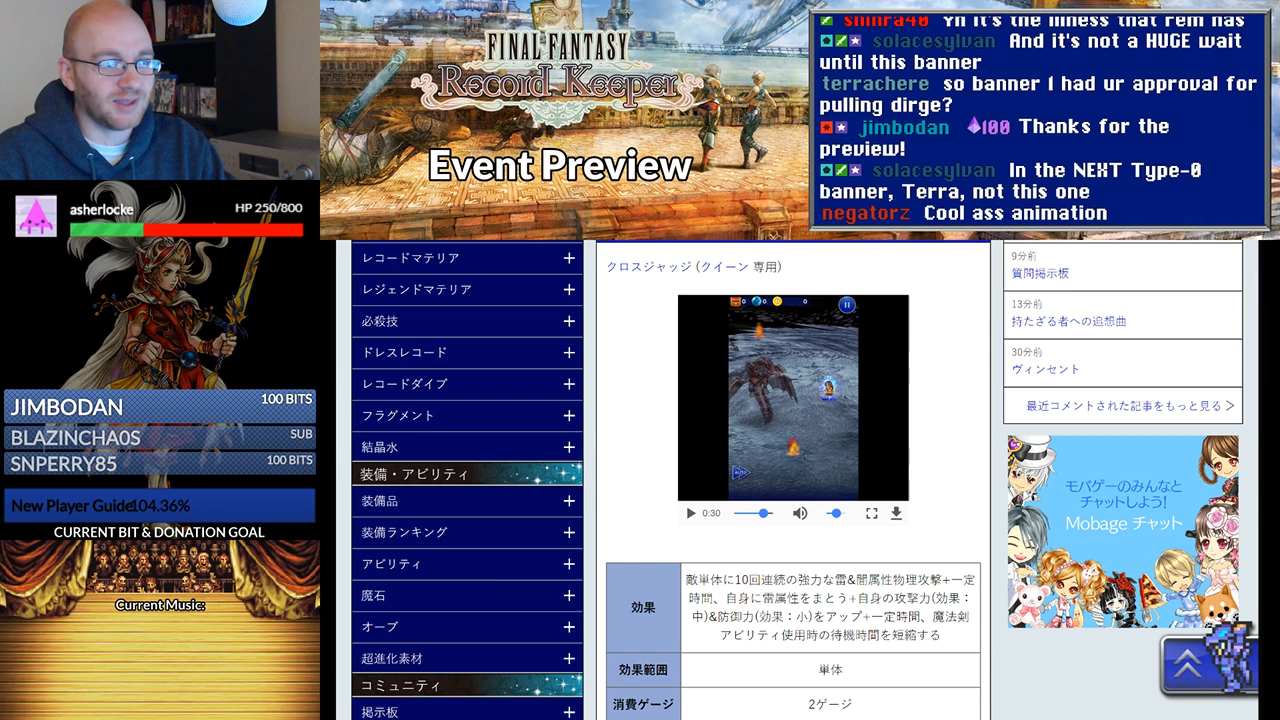 FINAL FANTASY
Record Keeper
Event Preview
shinra40 Yh it's the illness that Rem has
solacesylvan And it's not a HUGE wait
until this banner
terrachere so banner I had ur approval for
pulling dirge?
jimbodan 100 Thanks for the
preview!
solacesylvan In the NEXT Type-0
banner, Terra, not this one
negatorz Cool ass animation
asherlocke HP 250/800
JIMBODAN 100 BITS
BLAZINCHA0S SUB
SNPERRY85 100 BITS
New Player Guide104.36%
CURRENT BIT & DONATION GOAL
Current Music:
レコードマテリア +
レジェンドマテリア +
必殺技 +
ドレスレコード +
レコードダイブ +
フラグメント +
結晶水 +
装備・アビリティ
装備品 +
装備ランキング +
アビリティ +
魔石 +
オーブ +
超進化素材 +
コミュニティ
掲示板 +
クロスジャッジ (クイーン 専用)
0 0 0
AUTO
0:30
効果
敵単体に10回連続の強力な雷&闇属性物理攻撃+一定
時間、自身に雷属性をまとう+自身の攻撃力(効果：
中)&防御力(効果：小)をアップ+一定時間、魔法剣
アビリティ使用時の待機時間を短縮する
効果範囲 単体
消費ゲージ 2ゲージ
9分前
質問掲示板
13分前
持たざる者への追想曲
30分前
ヴィンセント
最近コメントされた記事をもっと見る >
モバゲーのみんなと
チャットしよう!
Mobage チャット